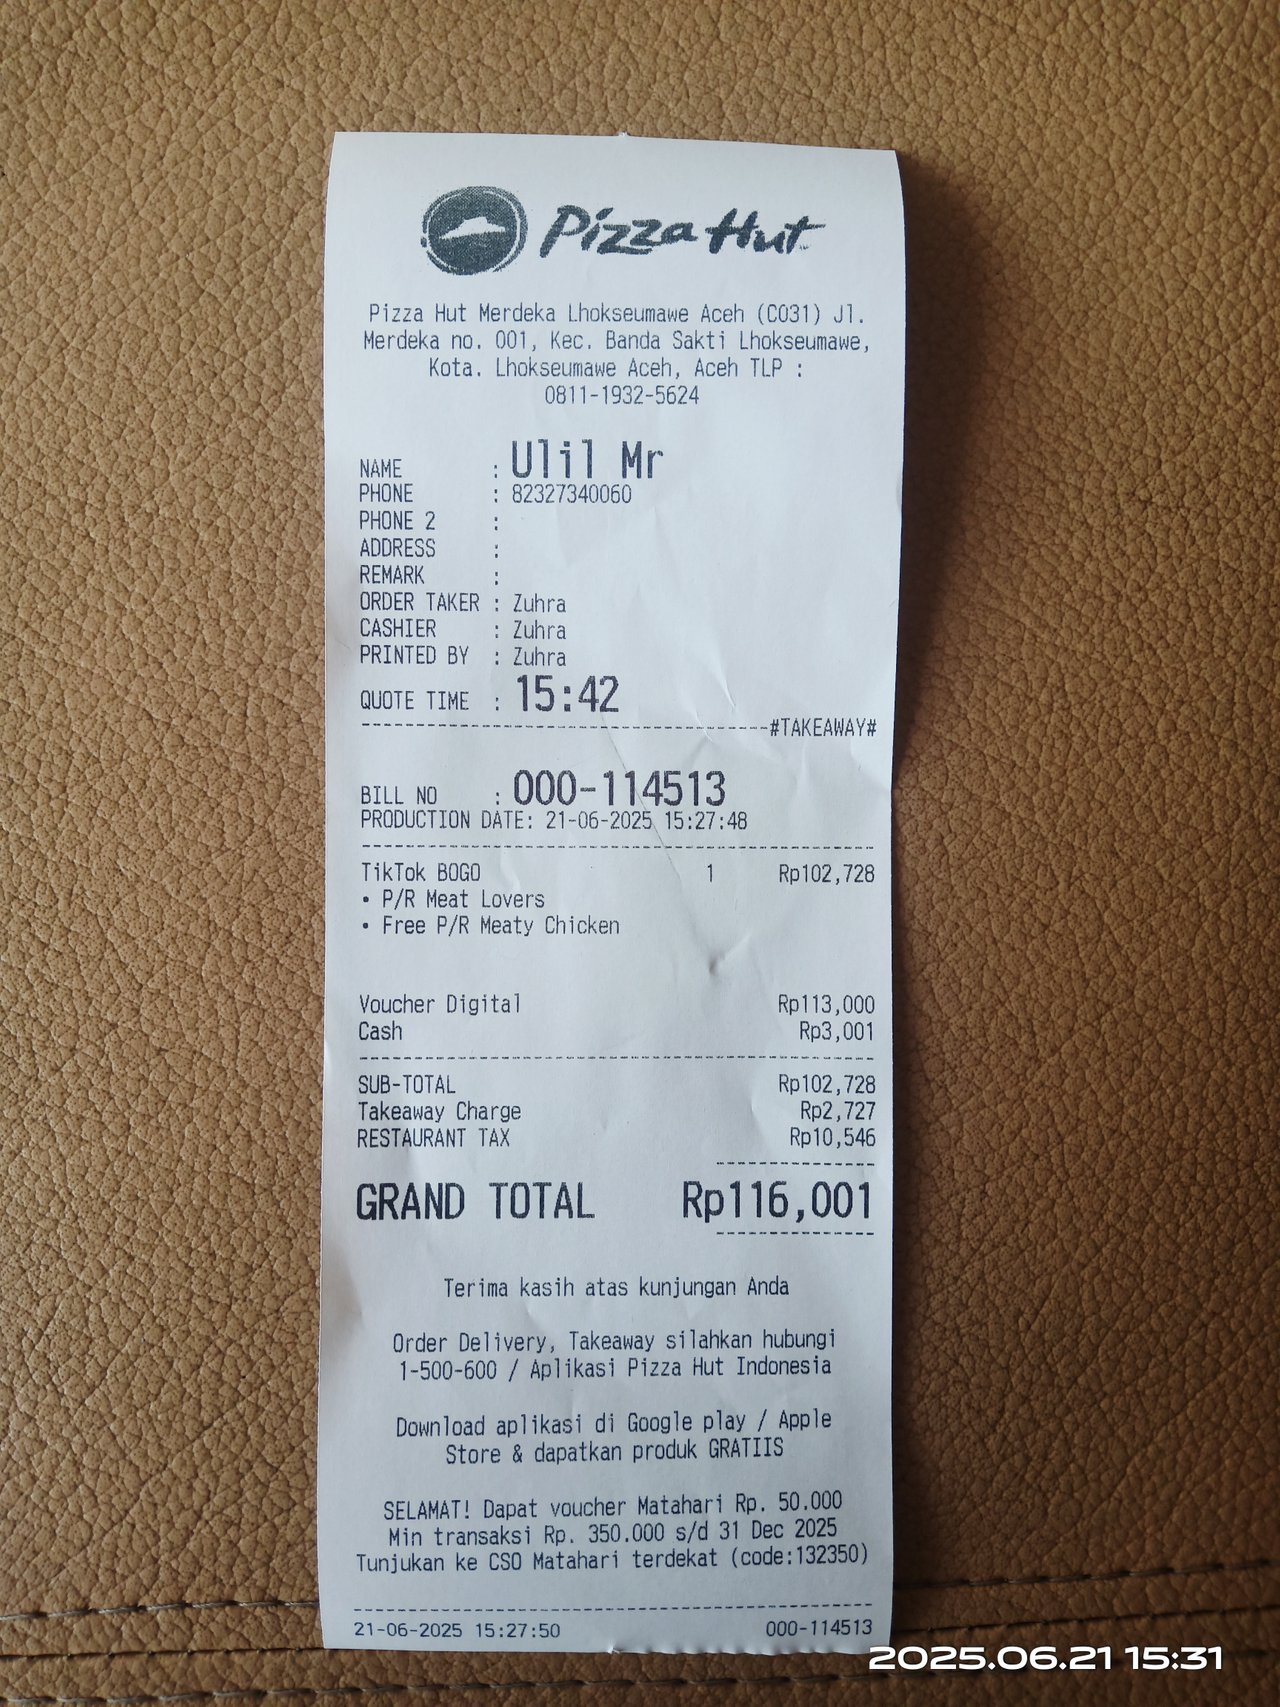 Pizza Hut
Pizza Hut Merdeka Lhokseumawe Aceh (C031) Jl.
Merdeka no. 001, Kec. Banda Sakti Lhokseumawe,
Kota. Lhokseumawe Aceh, Aceh TLP :
0811-1932-5624
NAME : Ulil Mr
PHONE : 82327340060
PHONE 2 :
ADDRESS :
REMARK :
ORDER TAKER : Zuhra
CASHIER : Zuhra
PRINTED BY : Zuhra
QUOTE TIME : 15:42
--------------------------------------#TAKEAWAY#
BILL NO : 000-114513
PRODUCTION DATE: 21-06-2025 15:27:48
TikTok BOGO 1 Rp102,728
• P/R Meat Lovers
• Free P/R Meaty Chicken
Voucher Digital Rp113,000
Cash Rp3,001
SUB-TOTAL Rp102,728
Takeaway Charge Rp2,727
RESTAURANT TAX Rp10,546
GRAND TOTAL Rp116,001
Terima kasih atas kunjungan Anda
Order Delivery, Takeaway silahkan hubungi
1-500-600 / Aplikasi Pizza Hut Indonesia
Download aplikasi di Google play / Apple
Store & dapatkan produk GRATIIS
SELAMAT! Dapat voucher Matahari Rp. 50.000
Min transaksi Rp. 350.000 s/d 31 Dec 2025
Tunjukan ke CSO Matahari terdekat (code:132350)
21-06-2025 15:27:50 000-114513
2025.06.21 15:31